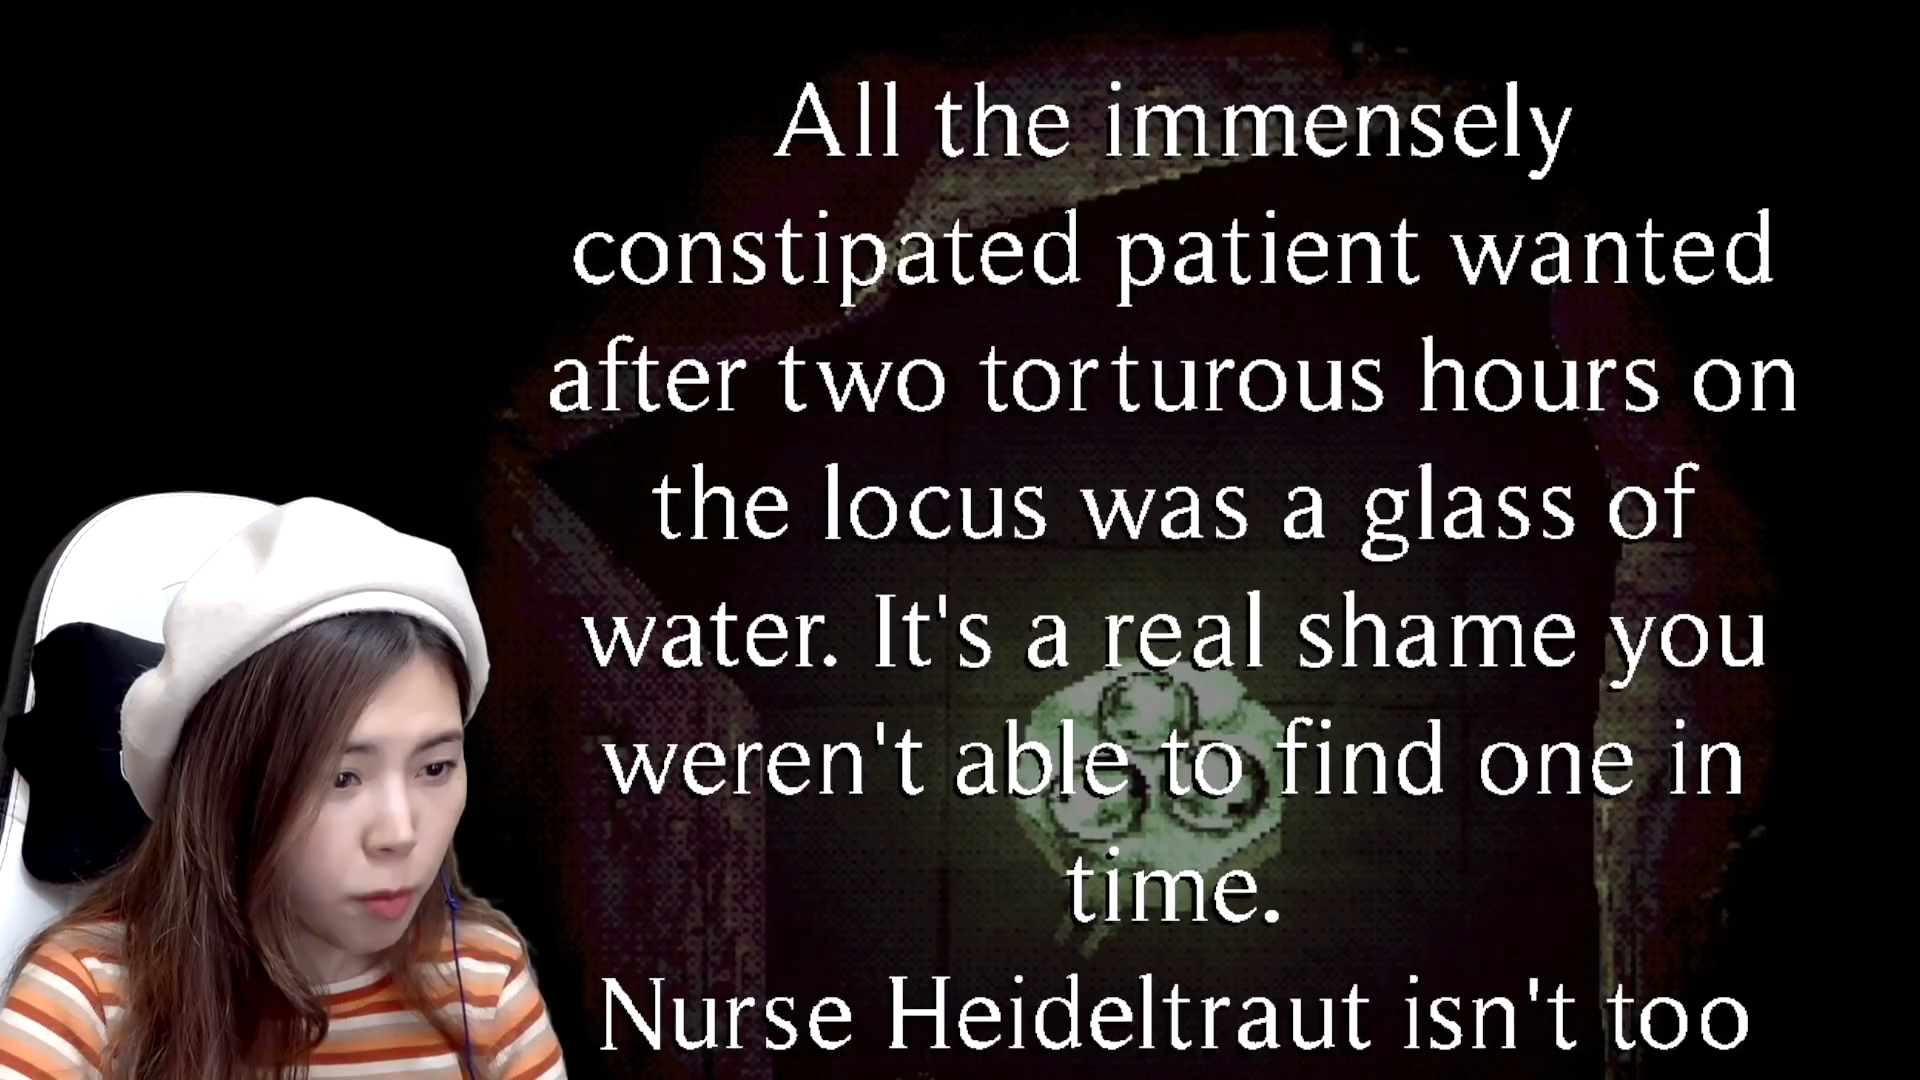 All the immensely
constipated patient wanted
after two torturous hours on
the locus was a glass of
water. It's a real shame you
weren't able to find one in
time.
Nurse Heideltraut isn't too